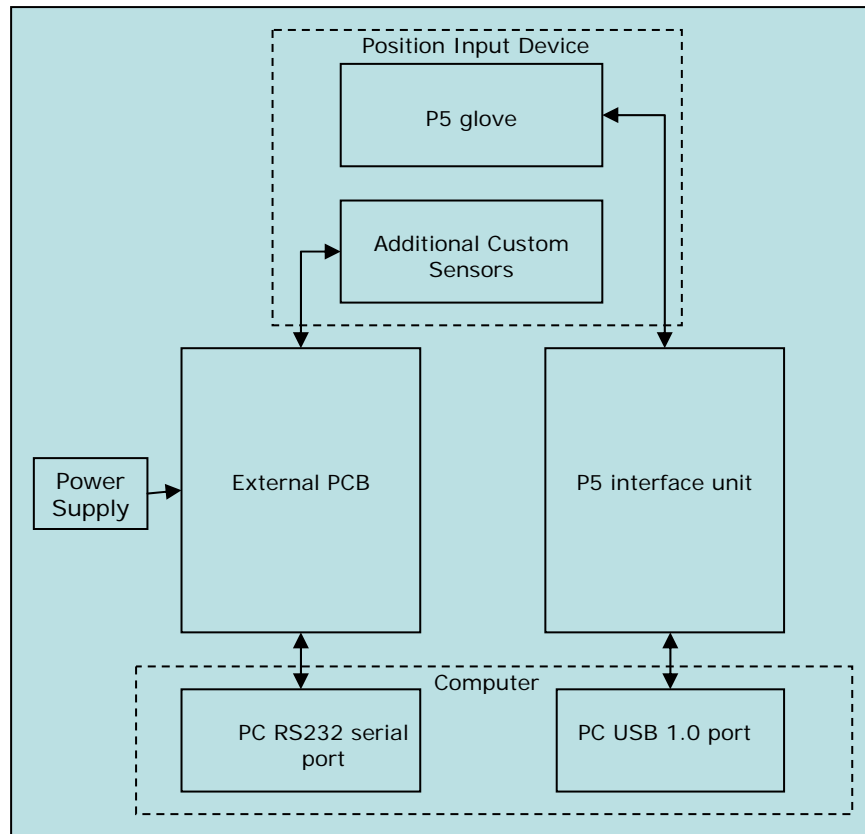 Position Input Device
P5 glove
Additional Custom
Sensors
Power
Supply
External PCB
P5 interface unit
Computer
PC RS232 serial
port
PC USB 1.0 port